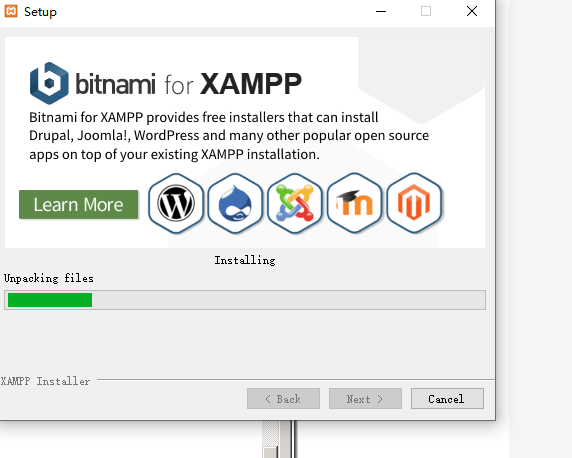 Setup
bitnami for XAMPP
Bitnami for XAMPP provides free installers that can install
Drupal, Joomla!, WordPress and many other popular open source
apps on top of your existing XAMPP installation.
Learn More
Installing
Unpacking files
XAMPP Installer
< Back
Next >
Cancel